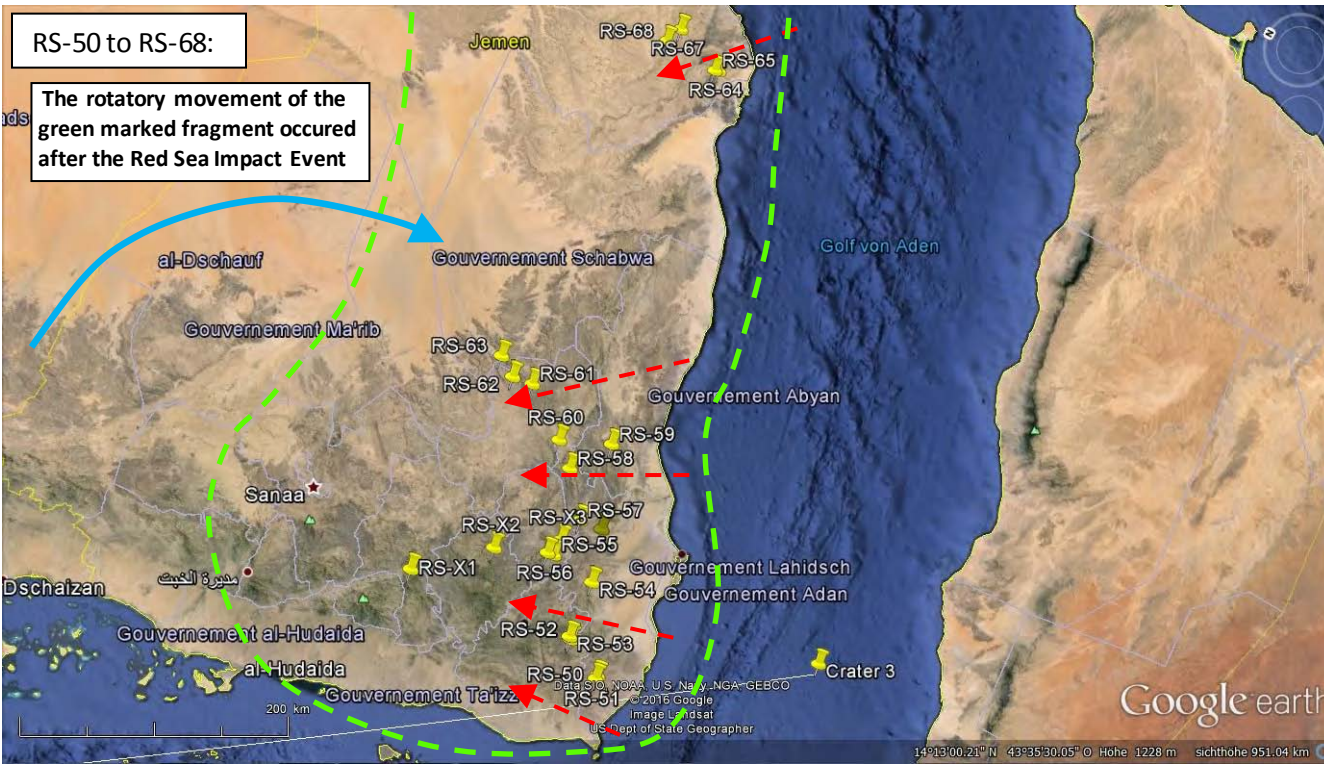 RS-50 to RS-68:
The rotatory movement of the
green marked fragment occured
after the Red Sea Impact Event
Jemen
RS-68
RS-67
RS-65
RS-64
N
ads
al-Dschauf
Gouvernement Schabwa
Golf von Aden
Gouvernement Ma'rib
RS-63
RS-62
RS-61
Gouvernement Abyan
RS-60
RS-59
RS-58
Sanaa
RS-X2
RS-X3
RS-57
RS-55
RS-56
RS-X1
Gouvernement Lahidsch
Dschaizan
مديرية الخبت
RS-54
Gouvernement Adan
Gouvernement al-Hudaida
RS-52
RS-53
al-Hudaida
RS-50
Crater 3
Gouvernement Ta'izz
RS-51
Data SIO, NOAA, U.S. Navy, NGA, GEBCO
© 2016 Google
Image Landsat
US Dept of State Geographer
200 km
Google earth
14°13'00.21" N 43°35'30.05" O Höhe 1228 m sichthöhe 951.04 km